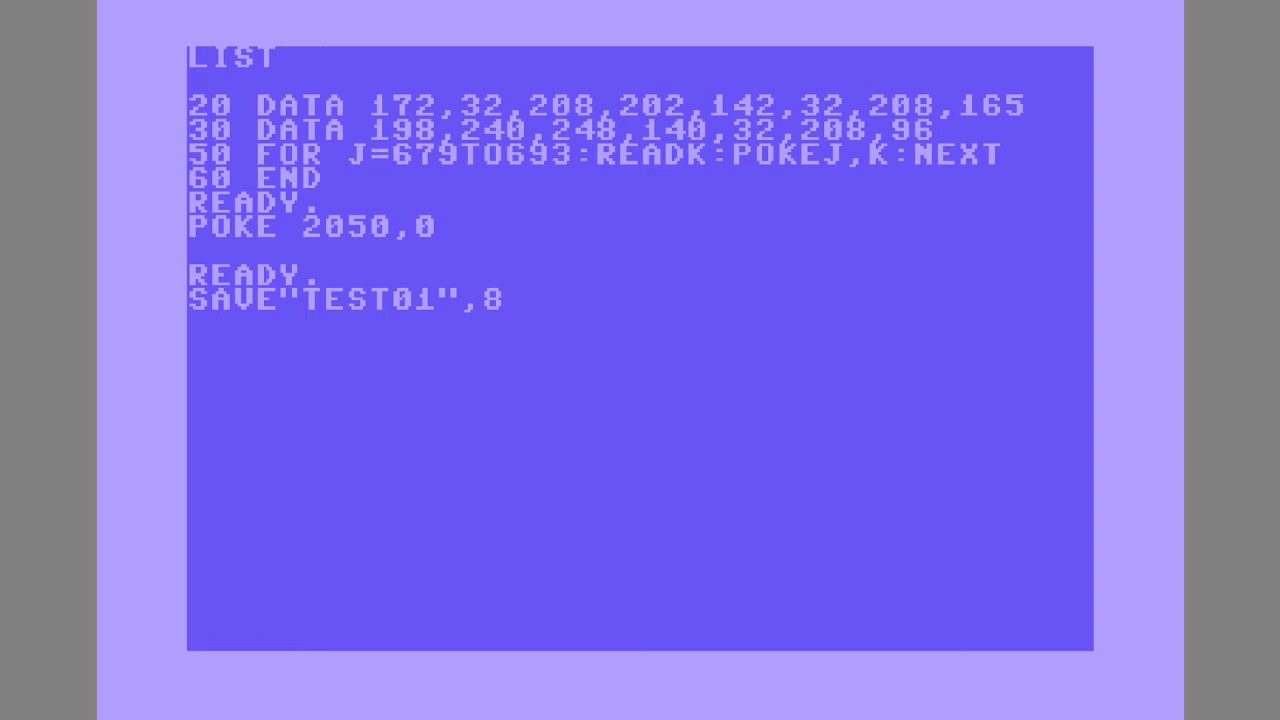 LIST
20 DATA 172,32,208,202,142,32,208,165
30 DATA 198,240,248,140,32,208,96
50 FOR J=679TO693:READK:POKEJ,K:NEXT
60 END
READY.
POKE 2050,0
READY.
SAVE"TEST01",8